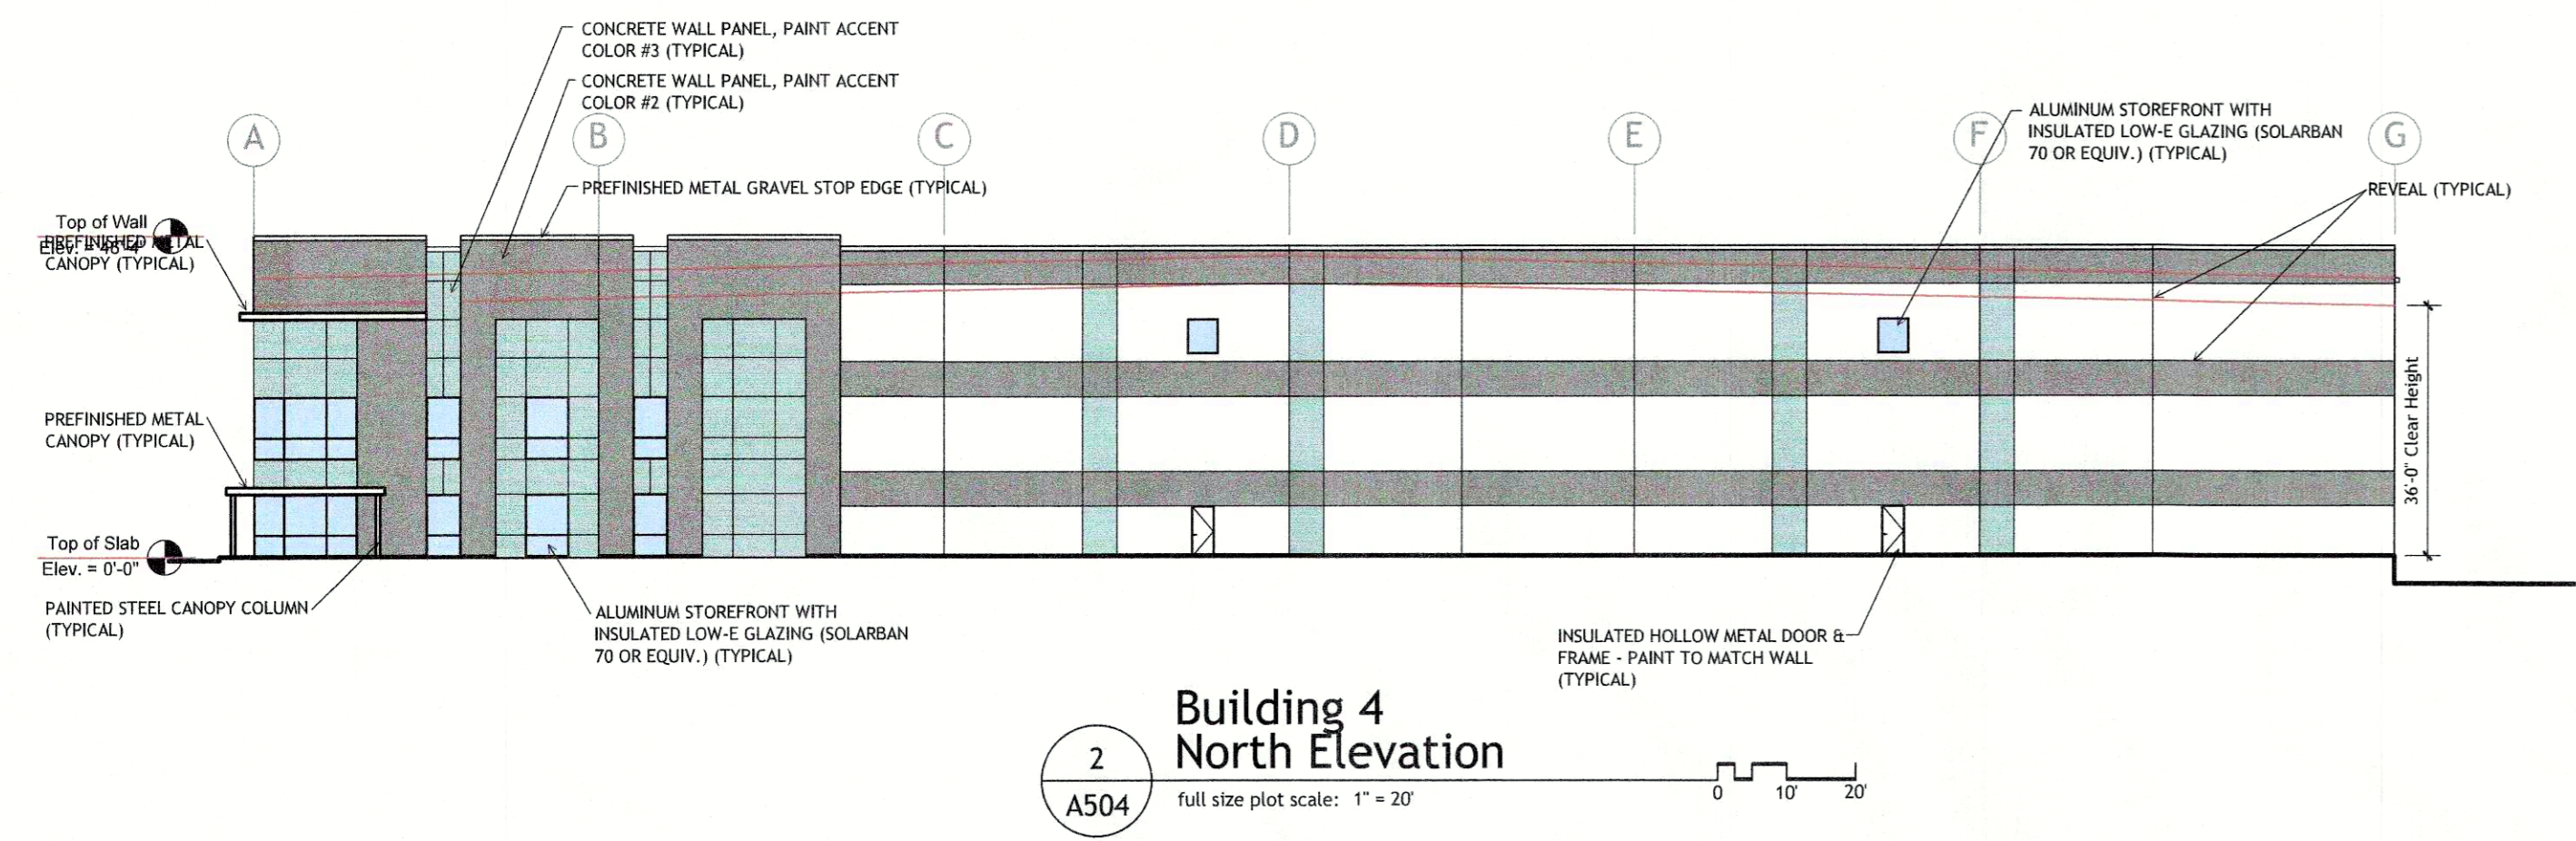 CONCRETE WALL PANEL, PAINT ACCENT
COLOR #3 (TYPICAL)
CONCRETE WALL PANEL, PAINT ACCENT
COLOR #2 (TYPICAL)
A
B
C
D
E
F
G
ALUMINUM STOREFRONT WITH
INSULATED LOW-E GLAZING (SOLARBAN
70 OR EQUIV.) (TYPICAL)
PREFINISHED METAL GRAVEL STOP EDGE (TYPICAL)
REVEAL (TYPICAL)
Top of Wall
Elev. = 46'-4"
PREFINISHED METAL
CANOPY (TYPICAL)
PREFINISHED METAL
CANOPY (TYPICAL)
36'-0" Clear Height
Top of Slab
Elev. = 0'-0"
PAINTED STEEL CANOPY COLUMN
(TYPICAL)
ALUMINUM STOREFRONT WITH
INSULATED LOW-E GLAZING (SOLARBAN
70 OR EQUIV.) (TYPICAL)
INSULATED HOLLOW METAL DOOR &
FRAME - PAINT TO MATCH WALL
(TYPICAL)
2
A504
Building 4
North Elevation
full size plot scale: 1" = 20'
0 10' 20'